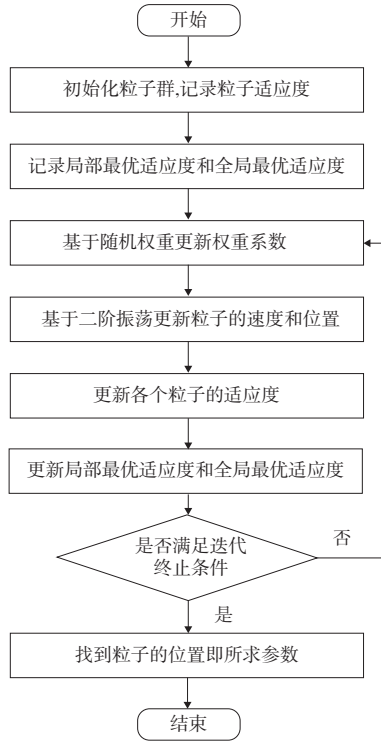 开始
初始化粒子群,记录粒子适应度
记录局部最优适应度和全局最优适应度
基于随机权重更新权重系数
基于二阶振荡更新粒子的速度和位置
更新各个粒子的适应度
更新局部最优适应度和全局最优适应度
是否满足迭代
终止条件
否
是
找到粒子的位置即所求参数
结束